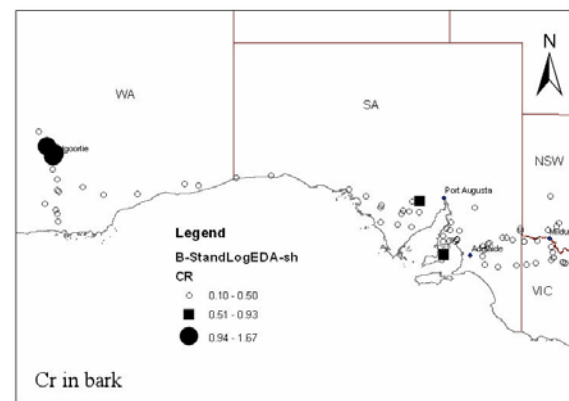 N
WA
SA
NSW
Port Augusta
Adelaide
VIC
Legend
B-StandLogEDA-sh
CR
0.10 - 0.50
0.51 - 0.93
0.94 - 1.67
Cr in bark